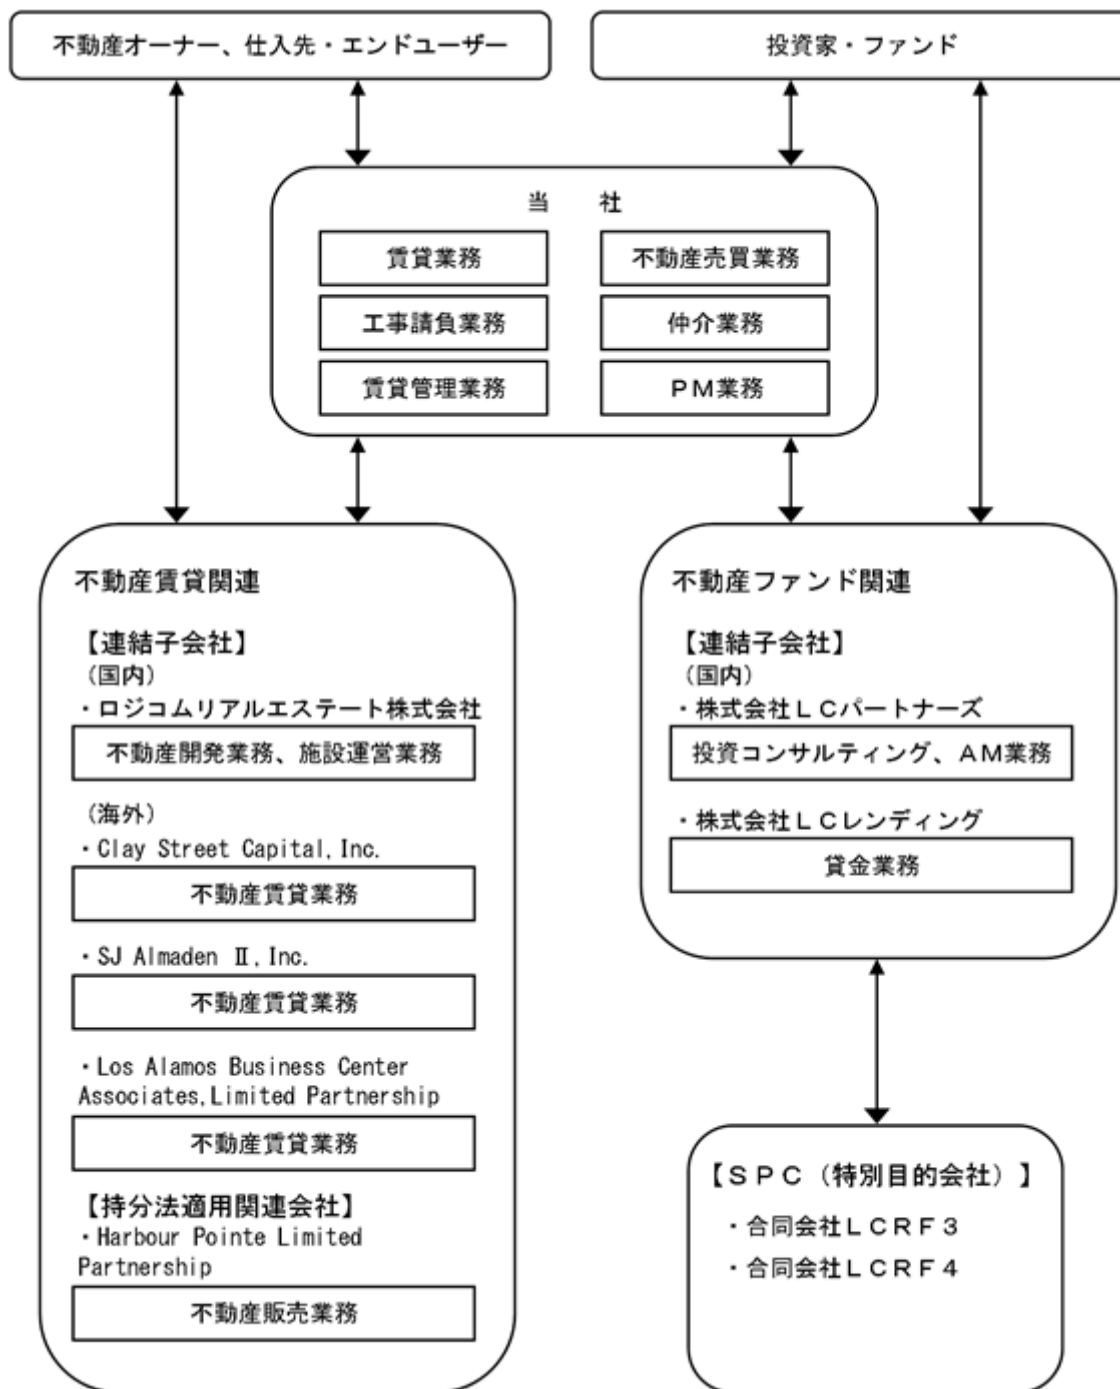 不動産オーナー、仕入先・エンドユーザー
投資家・ファンド
当　　社
賃貸業務
不動産売買業務
工事請負業務
仲介業務
賃貸管理業務
ＰＭ業務
不動産賃貸関連
【連結子会社】
（国内）
・ロジコムリアルエステート株式会社
不動産開発業務、施設運営業務
（海外）
・Clay Street Capital,Inc.
不動産賃貸業務
・SJ Almaden Ⅱ,Inc.
不動産賃貸業務
・Los Alamos Business Center
Associates,Limited Partnership
不動産賃貸業務
【持分法適用関連会社】
・Harbour Pointe Limited
Partnership
不動産販売業務
不動産ファンド関連
【連結子会社】
（国内）
・株式会社ＬＣパートナーズ
投資コンサルティング、ＡＭ業務
・株式会社ＬＣレンディング
貸金業務
【ＳＰＣ（特別目的会社）】
・合同会社ＬＣＲＦ３
・合同会社ＬＣＲＦ４